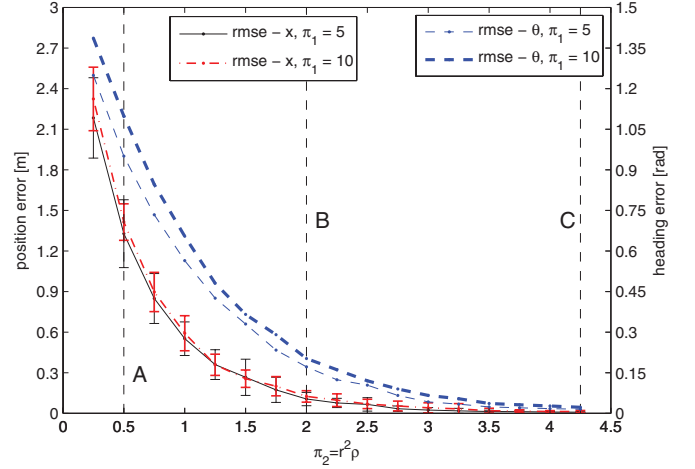 rmse − x, π1 = 5
rmse − x, π1 = 10
rmse − θ, π1 = 5
rmse − θ, π1 = 10
3
2.7
2.4
2.1
1.8
1.5
1.2
0.9
0.6
0.3
0
position error [m]
1.5
1.35
1.2
1.05
0.9
0.75
0.6
0.45
0.3
0.15
0
heading error [rad]
A
B
C
0 0.5 1 1.5 2 2.5 3 3.5 4 4.5
π2=r²ρ